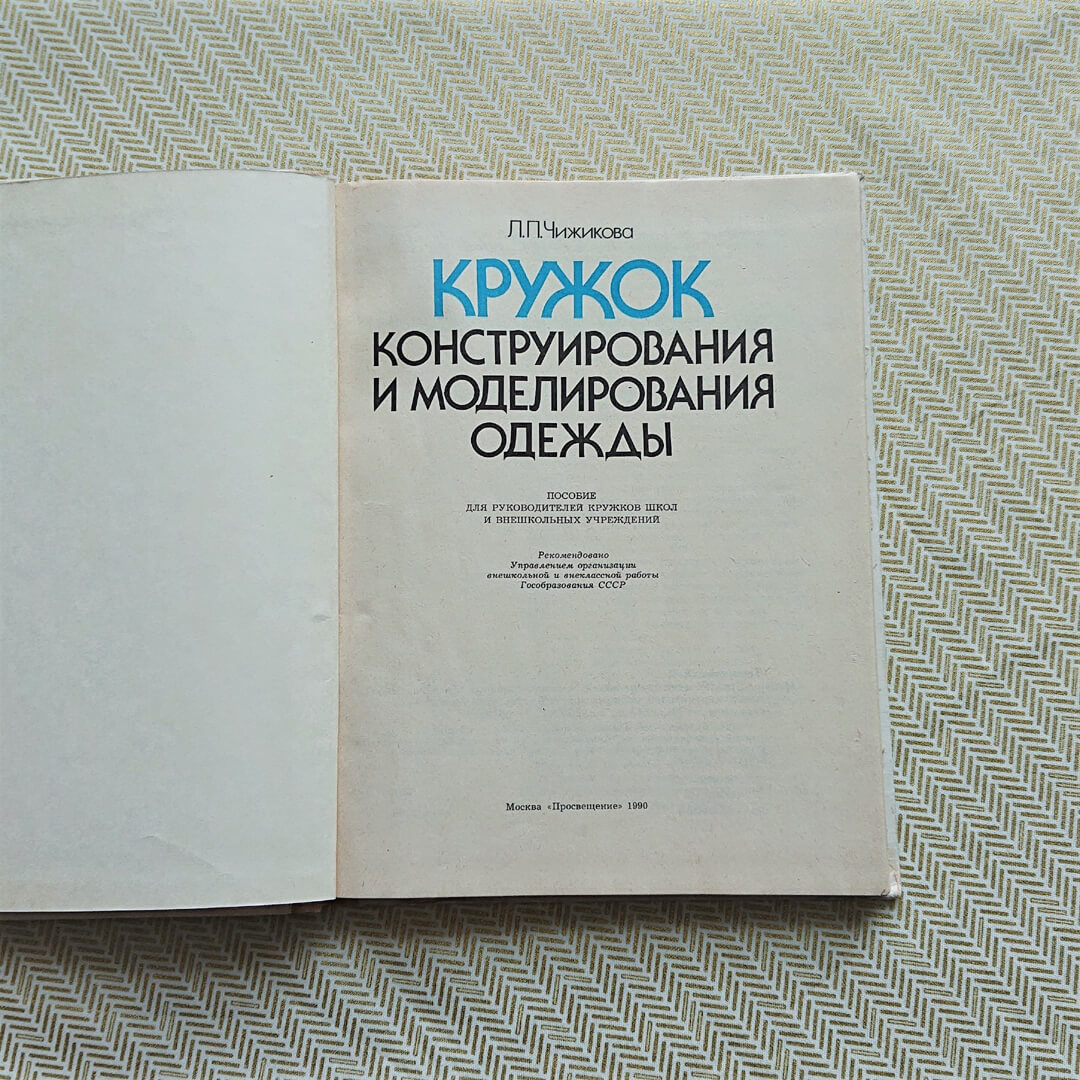 Л.П.Чижикова
КРУЖОК
КОНСТРУИРОВАНИЯ
И МОДЕЛИРОВАНИЯ
ОДЕЖДЫ
ПОСОБИЕ
ДЛЯ РУКОВОДИТЕЛЕЙ КРУЖКОВ ШКОЛ
И ВНЕШКОЛЬНЫХ УЧРЕЖДЕНИЙ
Рекомендовано
Управлением организации
внешкольной и внеклассной работы
Гособразования СССР
Москва «Просвещение» 1990